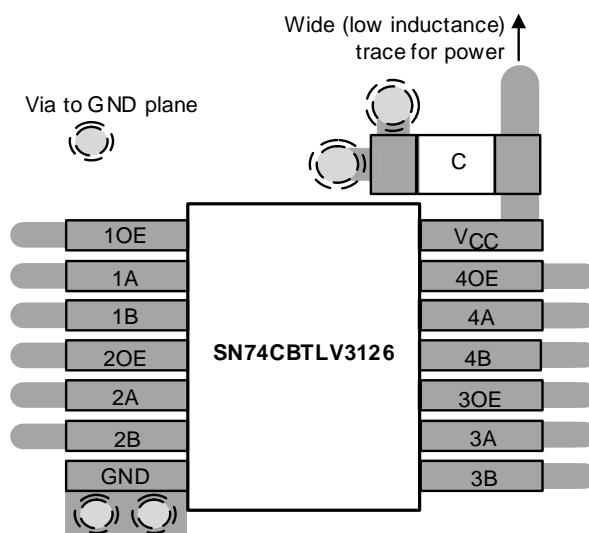 Wide (low inductance)
trace for power
Via to GND plane
C
1OE
1A
1B
2OE
2A
2B
GND
SN74CBTLV3126
VCC
4OE
4A
4B
3OE
3A
3B